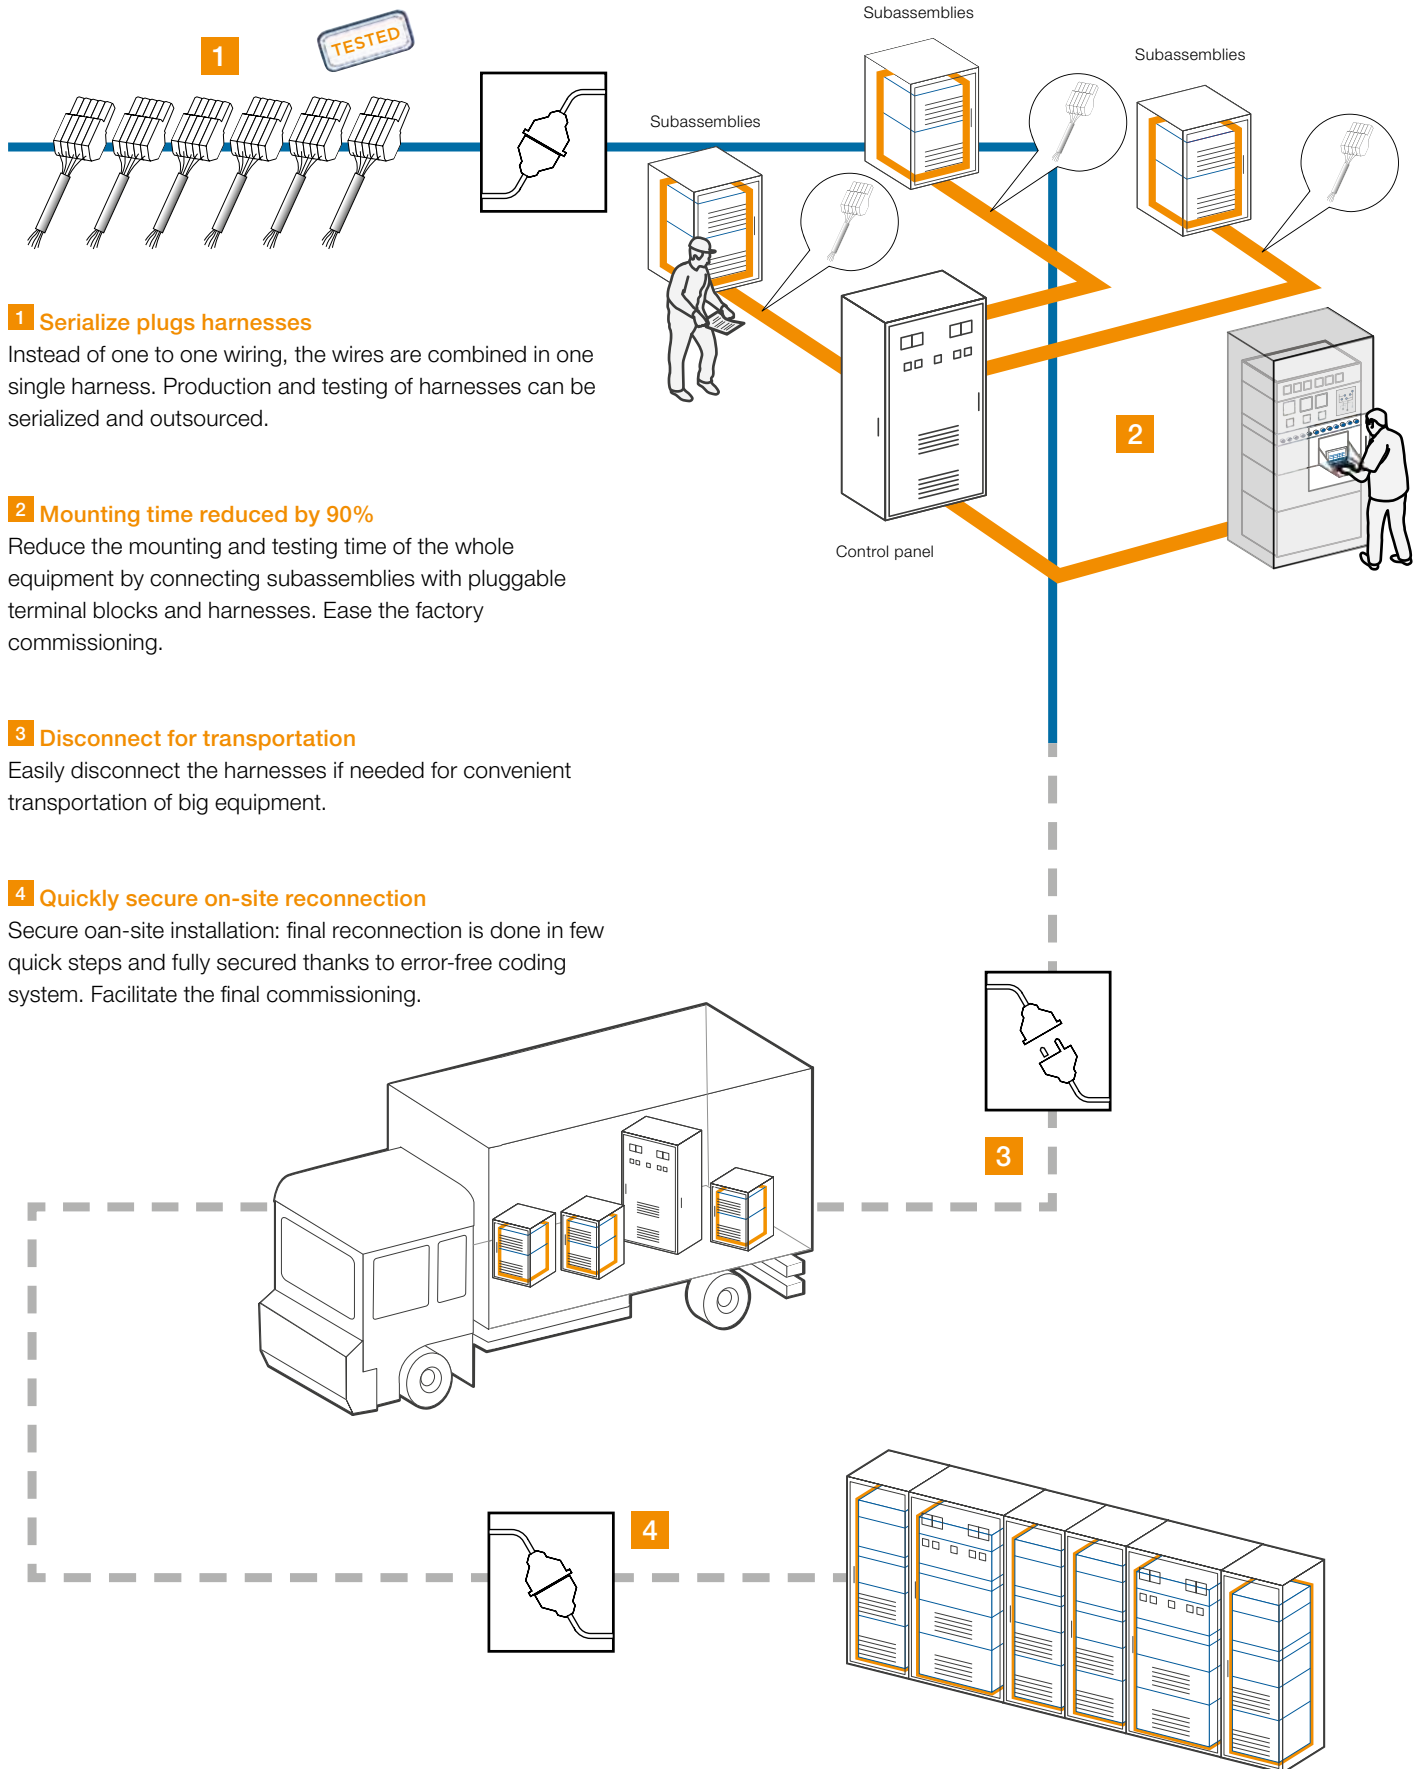 1
TESTED
Subassemblies
Subassemblies
Subassemblies
1 Serialize plugs harnesses
Instead of one to one wiring, the wires are combined in one
single harness. Production and testing of harnesses can be
serialized and outsourced.
2
2 Mounting time reduced by 90%
Reduce the mounting and testing time of the whole
equipment by connecting subassemblies with pluggable
terminal blocks and harnesses. Ease the factory
commissioning.
Control panel
3 Disconnect for transportation
Easily disconnect the harnesses if needed for convenient
transportation of big equipment.
4 Quickly secure on-site reconnection
Secure oan-site installation: final reconnection is done in few
quick steps and fully secured thanks to error-free coding
system. Facilitate the final commissioning.
3
4